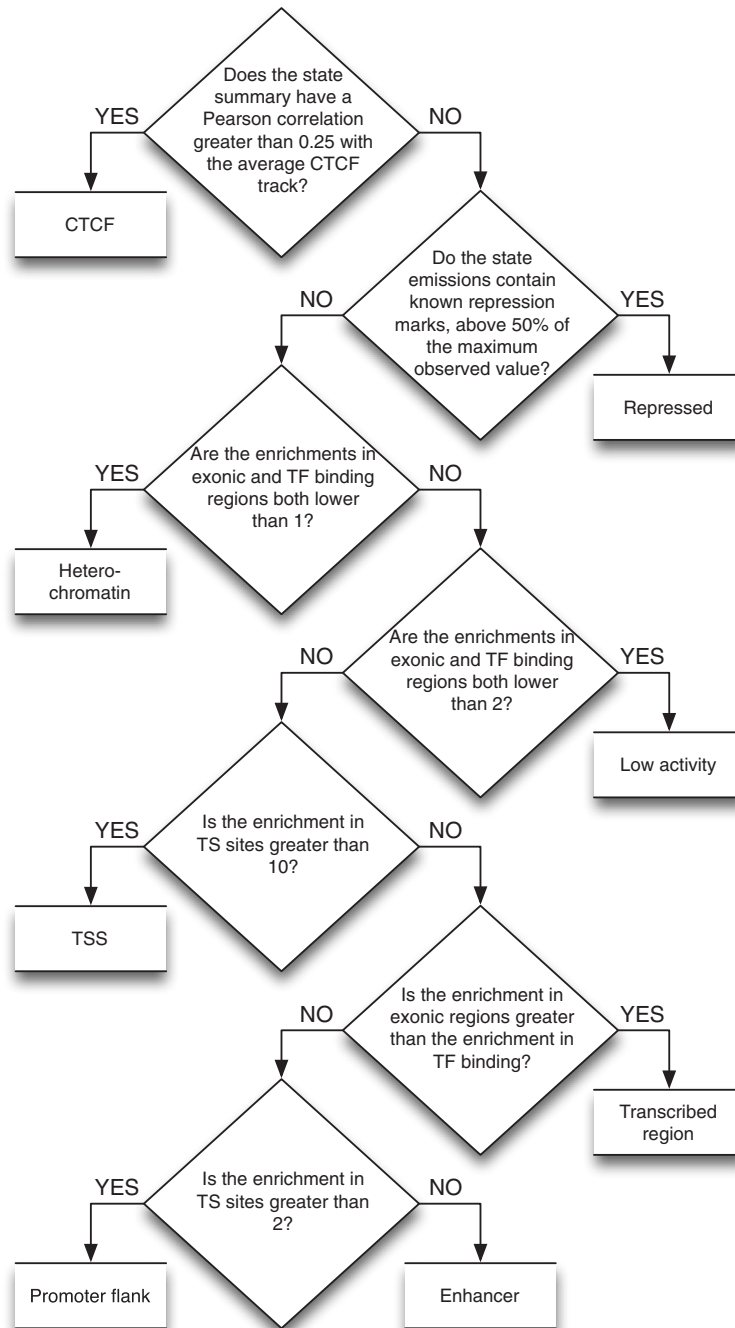 Does the state
summary have a
Pearson correlation
greater than 0.25 with
the average CTCF
track?
YES
NO
CTCF
Do the state
emissions contain
known repression
marks, above 50% of
the maximum
observed value?
NO
YES
Repressed
Are the enrichments in
exonic and TF binding
regions both lower
than 1?
YES
NO
Hetero-
chromatin
Are the enrichments in
exonic and TF binding
regions both lower
than 2?
NO
YES
Low activity
Is the enrichment in
TS sites greater than
10?
YES
NO
TSS
Is the enrichment in
exonic regions greater
than the enrichment in
TF binding?
NO
YES
Transcribed
region
Is the enrichment in
TS sites greater than
2?
YES
NO
Promoter flank
Enhancer